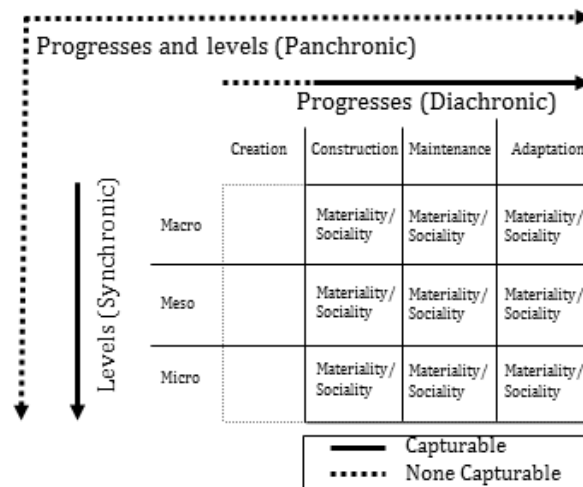 Progresses and levels (Panchronic)
Progresses (Diachronic)
Creation Construction Maintenance Adaptation
Levels (Synchronic)
Macro
Materiality/ Materiality/ Materiality/
Sociality Sociality Sociality
Meso
Materiality/ Materiality/ Materiality/
Sociality Sociality Sociality
Micro
Materiality/ Materiality/ Materiality/
Sociality Sociality Sociality
Capturable
None Capturable